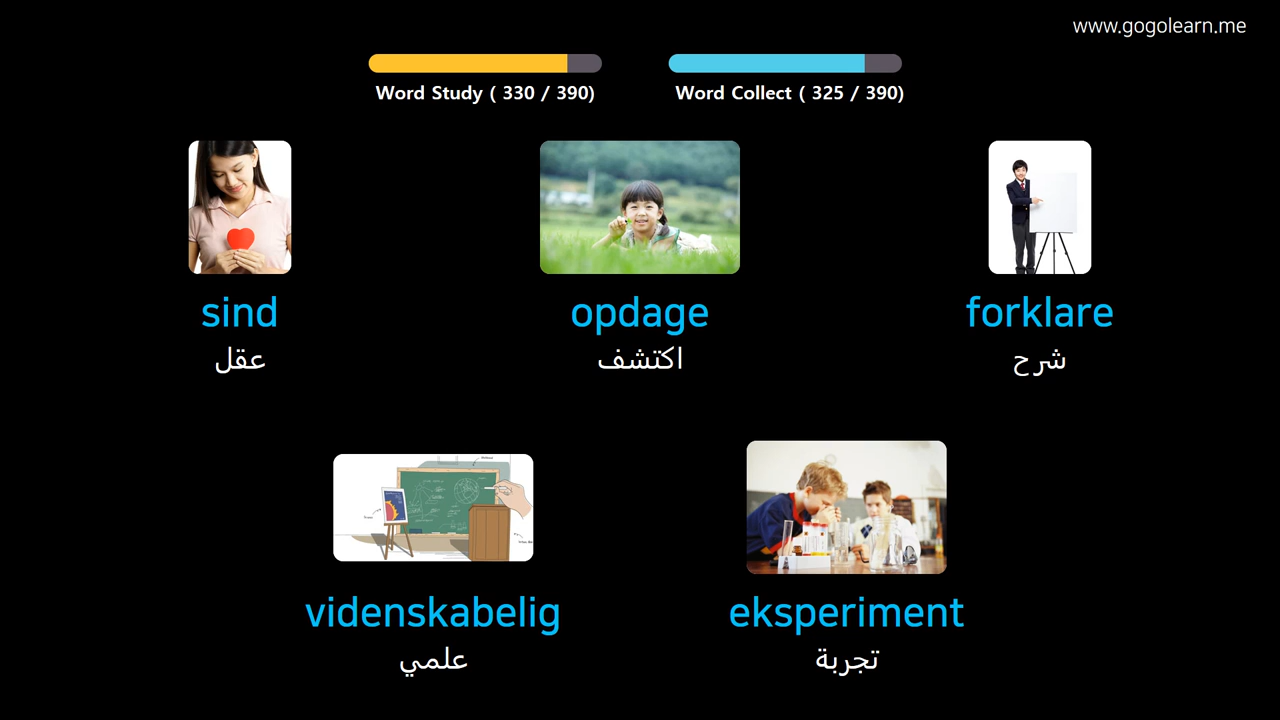 www.gogolearn.me
Word Study ( 330 / 390)
Word Collect ( 325 / 390)
sind
عقل
opdage
اكتشف
forklare
شرح
videnskabelig
علمي
eksperiment
تجربة